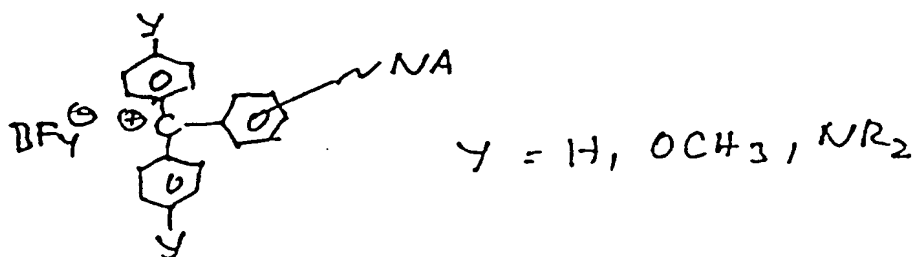 Y
NA
BF4⊖ ⊕ C
Y = H, OCH3, NR2
Y